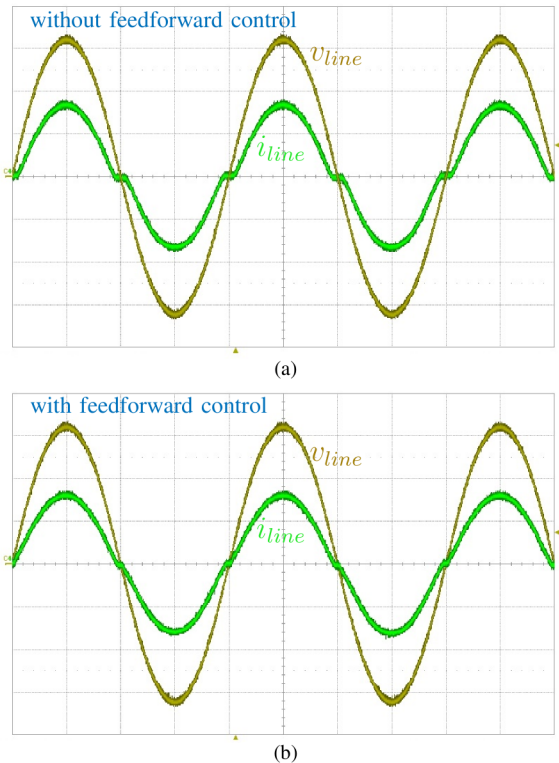 without feedforward control
v_line
i_line
(a)
with feedforward control
v_line
i_line
(b)